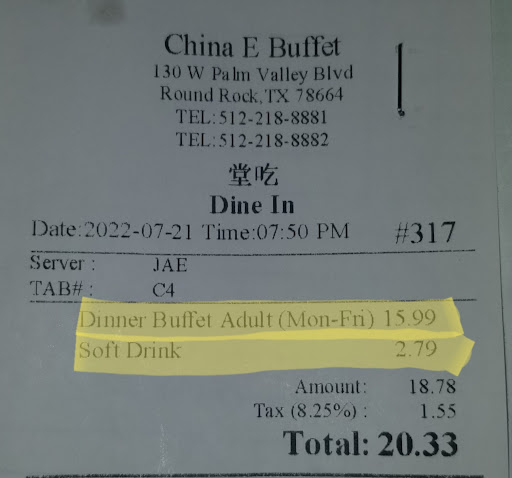 China E Buffet
130 W Palm Valley Blvd
Round Rock,TX 78664
TEL:512-218-8881
TEL:512-218-8882
堂吃
Dine In
Date:2022-07-21 Time:07:50 PM #317
Server : JAE
TAB# : C4
Dinner Buffet Adult (Mon-Fri) 15.99
Soft Drink 2.79
Amount: 18.78
Tax (8.25%) : 1.55
Total: 20.33